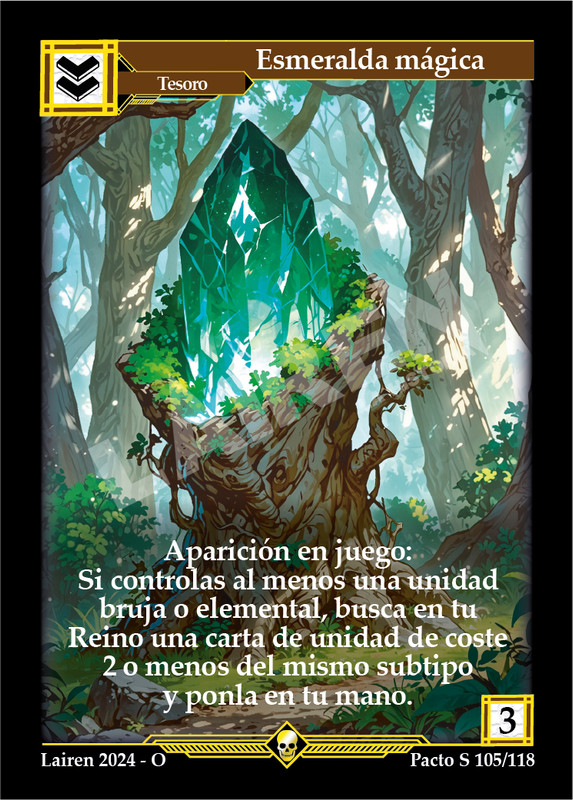 Esmeralda mágica
Tesoro
Aparición en juego:
Si controlas al menos una unidad
bruja o elemental, busca en tu
Reino una carta de unidad de coste
2 o menos del mismo subtipo
y ponla en tu mano.
3
Lairen 2024 - O
Pacto S 105/118